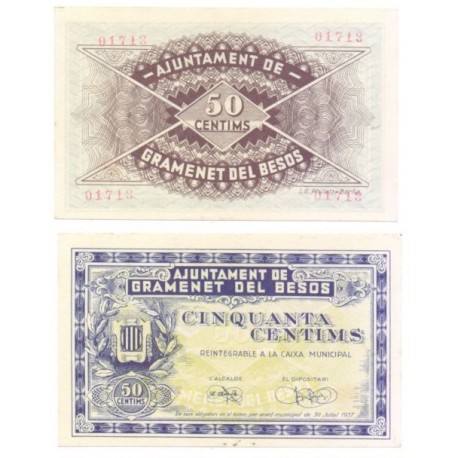 01713 01713
AJUNTAMENT DE
50
CENTIMS
GRAMENET DEL BESOS
01713 01713
AJUNTAMENT DE
GRAMENET DEL BESOS
CINQUANTA
CENTIMS
REINTEGRABLE A LA CAIXA MUNICIPAL
L'ALCALDE EL DIPOSITARI
50
CENTIMS